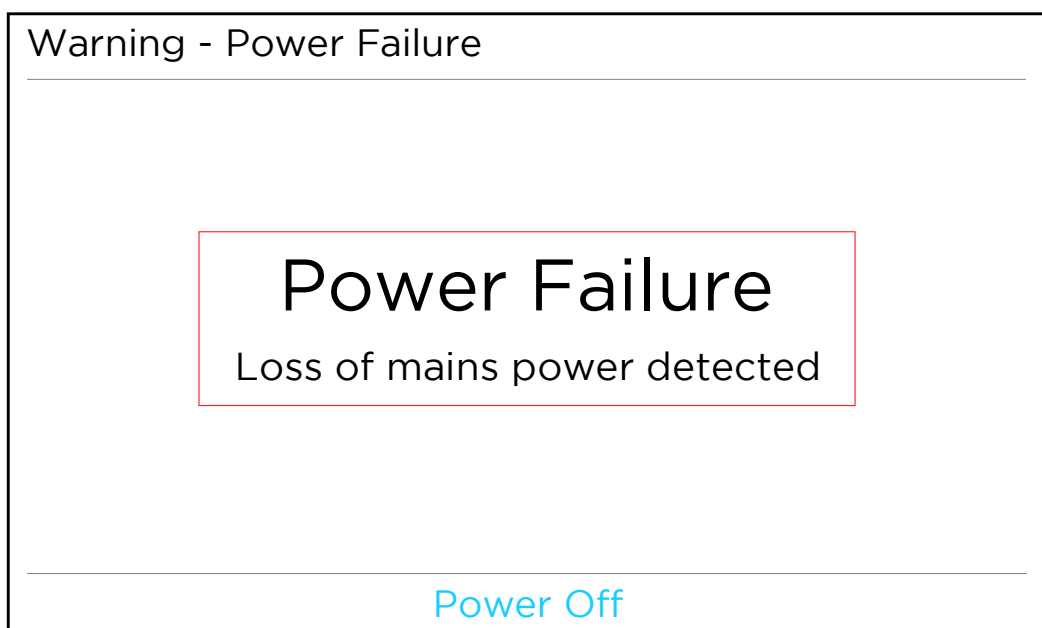 Warning - Power Failure
Power Failure
Loss of mains power detected
Power Off